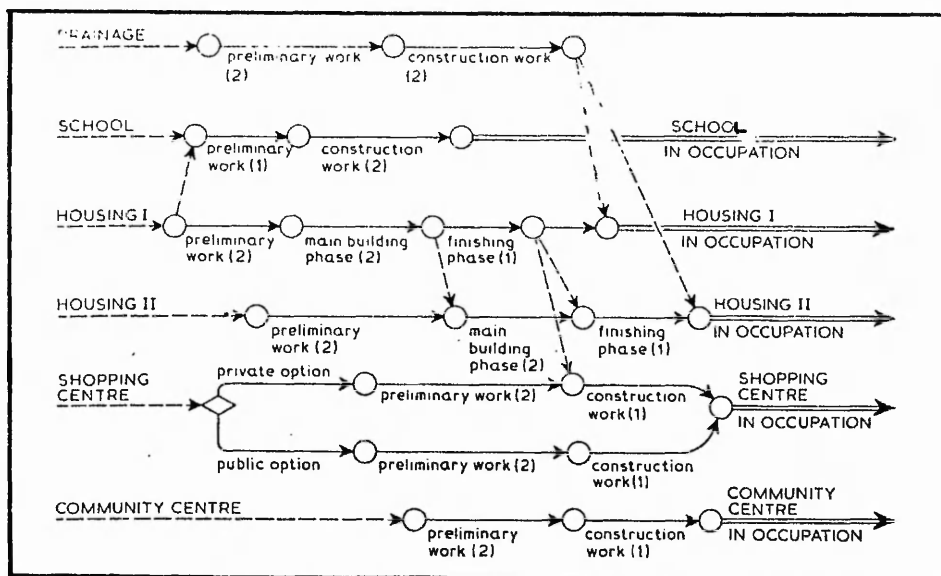 DRAINAGE
preliminary work
(2)
construction work
(2)
SCHOOL
preliminary
work (1)
construction
work (2)
SCHOOL
IN OCCUPATION
HOUSING I
preliminary
work (2)
main building
phase (2)
finishing
phase (1)
HOUSING I
IN OCCUPATION
HOUSING II
preliminary
work (2)
main
building
phase (2)
finishing
phase (1)
HOUSING II
IN OCCUPATION
SHOPPING
CENTRE
private option
preliminary work (2)
construction
work (1)
SHOPPING
CENTRE
IN OCCUPATION
public option
preliminary work (2)
construction
work (1)
COMMUNITY CENTRE
preliminary
work (2)
construction
work (1)
COMMUNITY
CENTRE
IN OCCUPATION